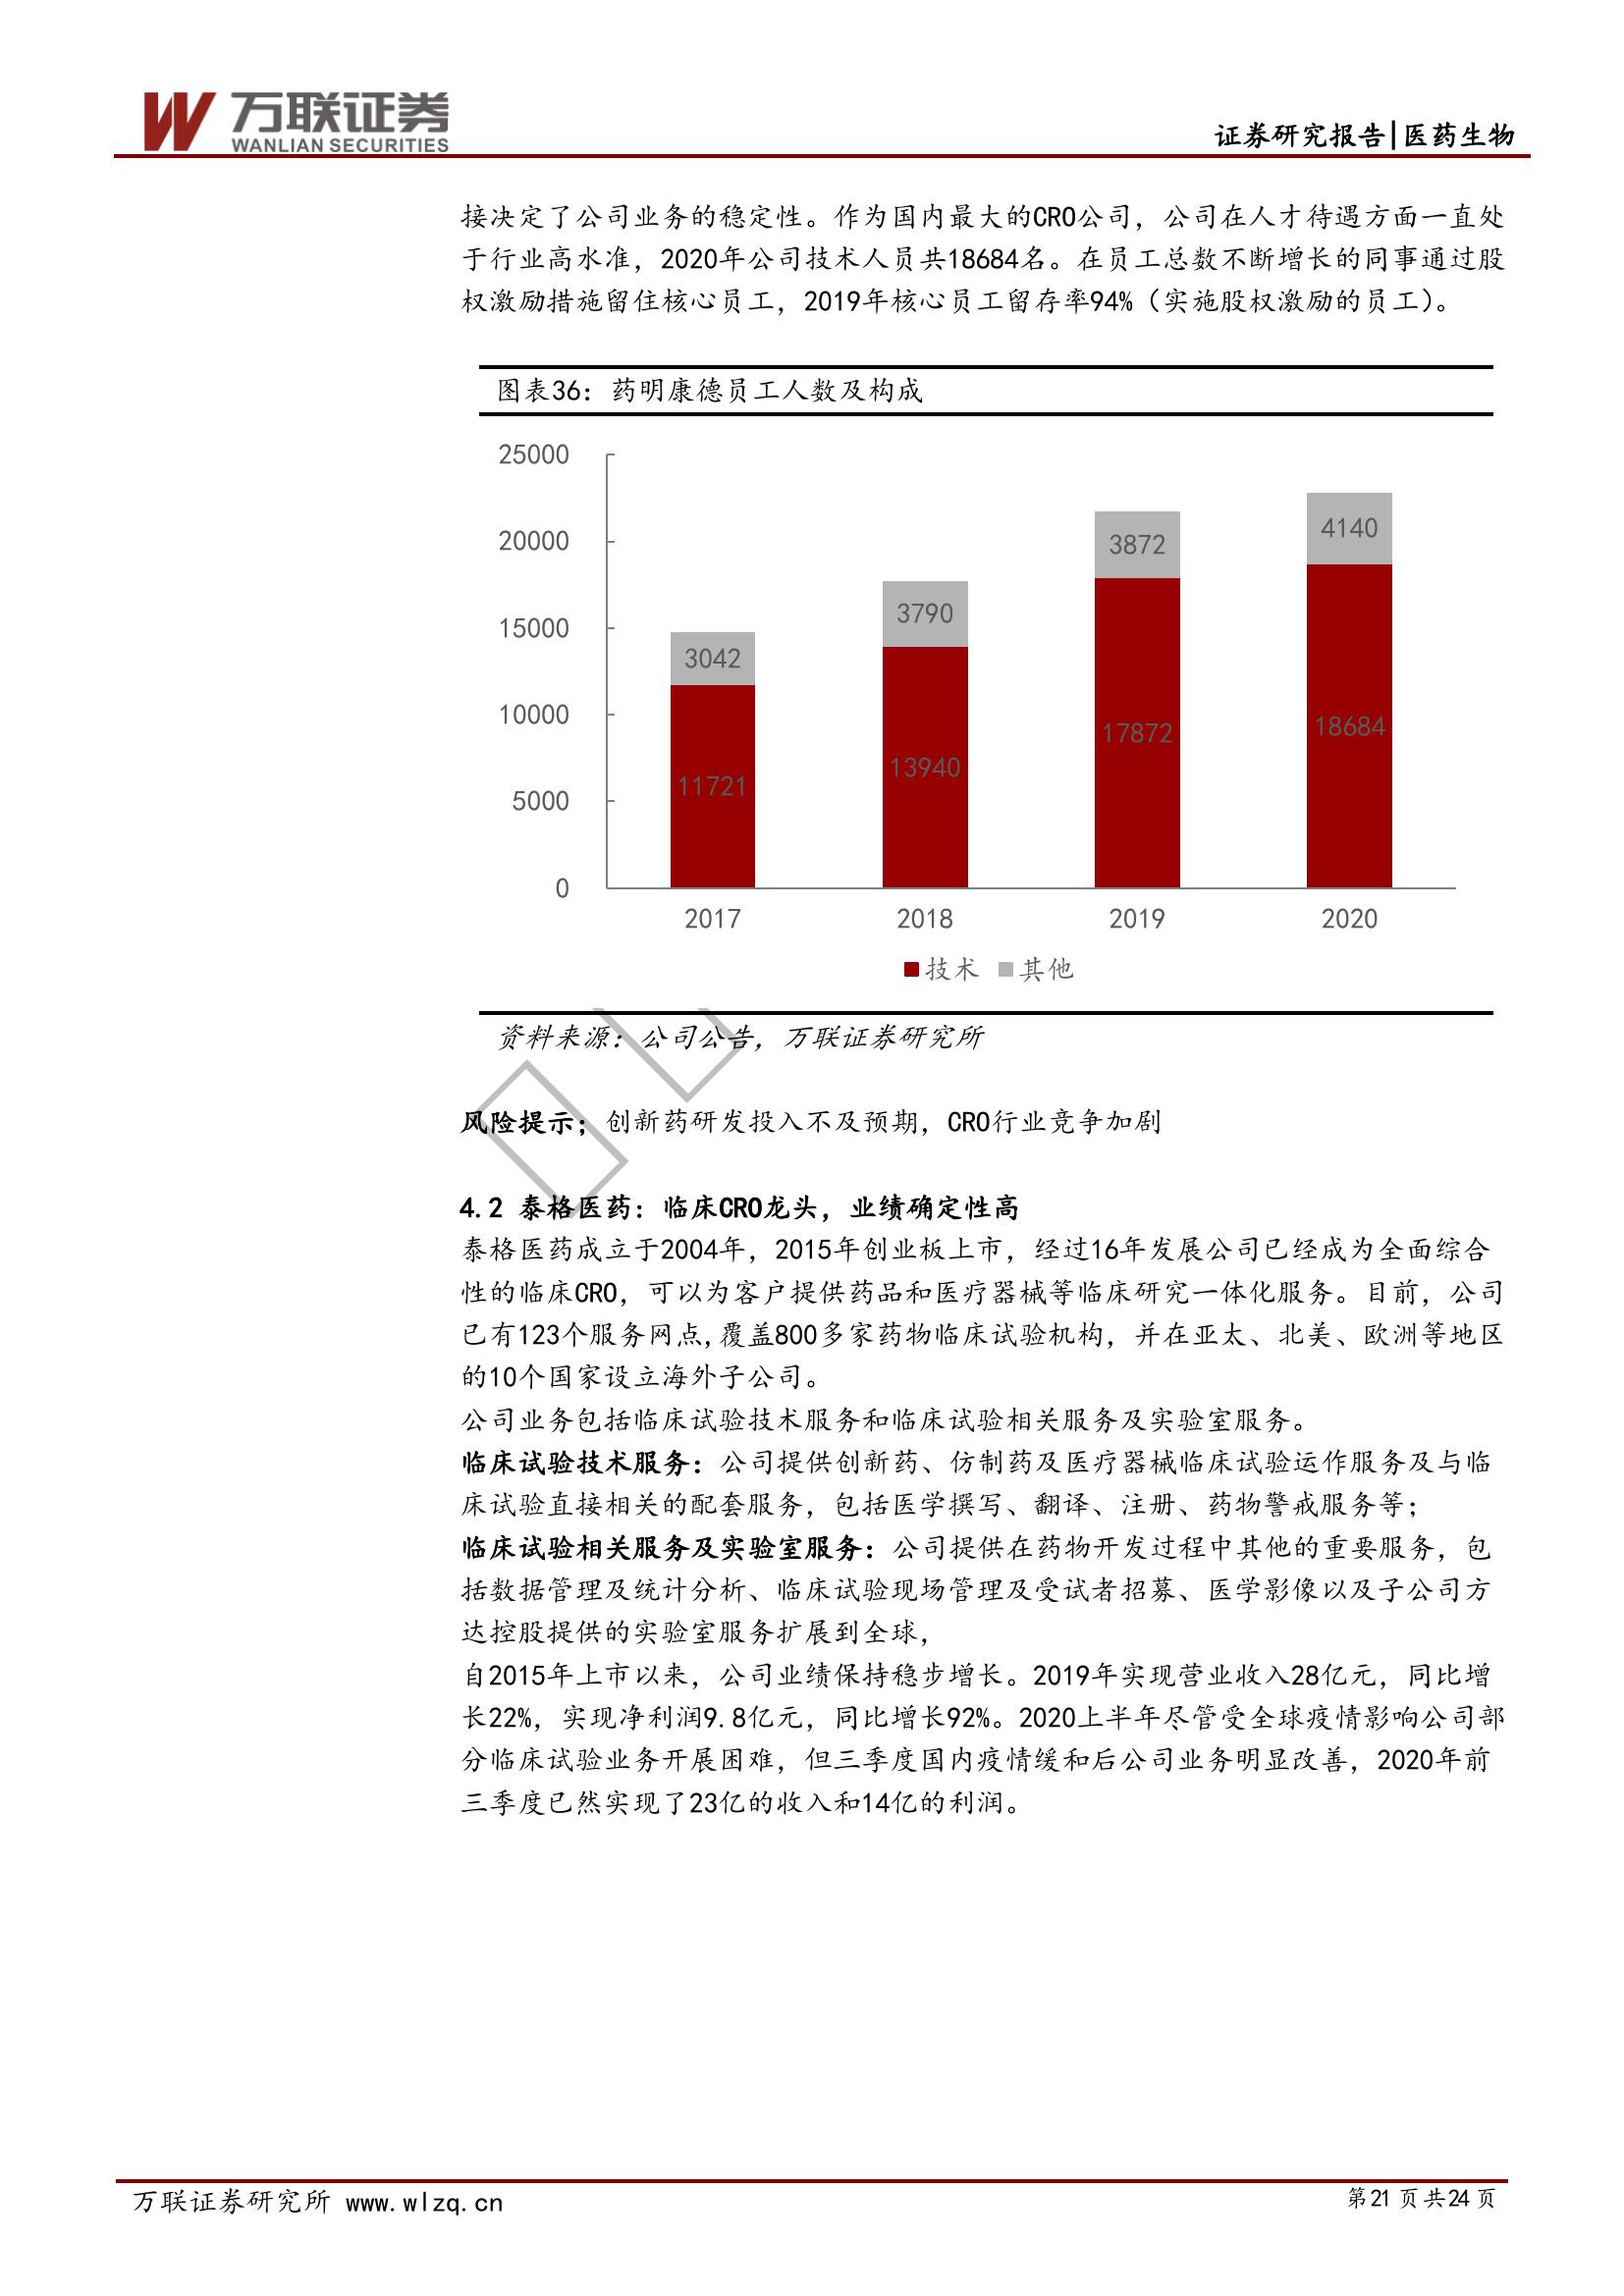 万联证券
WANLIAN SECURITIES
证券研究报告|医药生物
接决定了公司业务的稳定性。作为国内最大的CRO公司，公司在人才待遇方面一直处
于行业高水准，2020年公司技术人员共18684名。在员工总数不断增长的同事通过股
权激励措施留住核心员工，2019年核心员工留存率94%（实施股权激励的员工）。
图表36：药明康德员工人数及构成
25000
20000
15000
10000
5000
0
3042
3790
3872
4140
11721
13940
17872
18684
2017 2018 2019 2020
技术 其他
资料来源：公司公告，万联证券研究所
风险提示；创新药研发投入不及预期，CRO行业竞争加剧
4.2 泰格医药：临床CRO龙头，业绩确定性高
泰格医药成立于2004年，2015年创业板上市，经过16年发展公司已经成为全面综合
性的临床CRO，可以为客户提供药品和医疗器械等临床研究一体化服务。目前，公司
已有123个服务网点,覆盖800多家药物临床试验机构，并在亚太、北美、欧洲等地区
的10个国家设立海外子公司。
公司业务包括临床试验技术服务和临床试验相关服务及实验室服务。
临床试验技术服务：公司提供创新药、仿制药及医疗器械临床试验运作服务及与临
床试验直接相关的配套服务，包括医学撰写、翻译、注册、药物警戒服务等；
临床试验相关服务及实验室服务：公司提供在药物开发过程中其他的重要服务，包
括数据管理及统计分析、临床试验现场管理及受试者招募、医学影像以及子公司方
达控股提供的实验室服务扩展到全球，
自2015年上市以来，公司业绩保持稳步增长。2019年实现营业收入28亿元，同比增
长22%，实现净利润9.8亿元，同比增长92%。2020上半年尽管受全球疫情影响公司部
分临床试验业务开展困难，但三季度国内疫情缓和后公司业务明显改善，2020年前
三季度已然实现了23亿的收入和14亿的利润。
万联证券研究所 www.wlzq.cn
第21页共24页